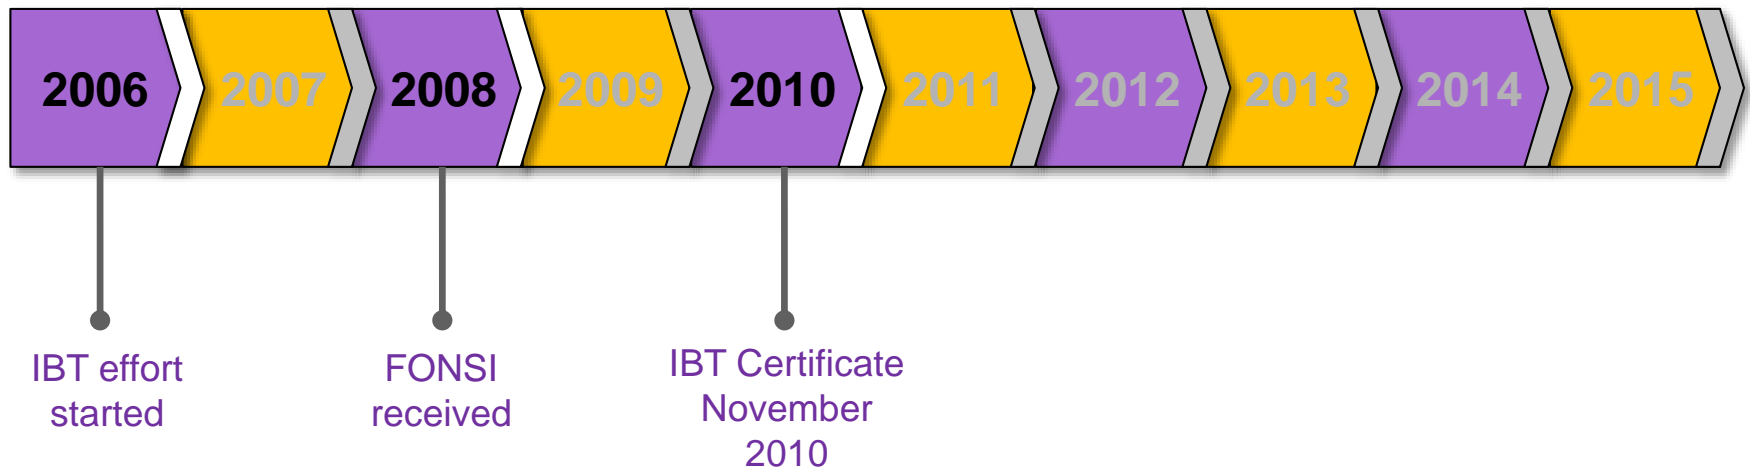 2006 2007 2008 2009 2010 2011 2012 2013 2014 2015
IBT effort
started
FONSI
received
IBT Certificate
November
2010